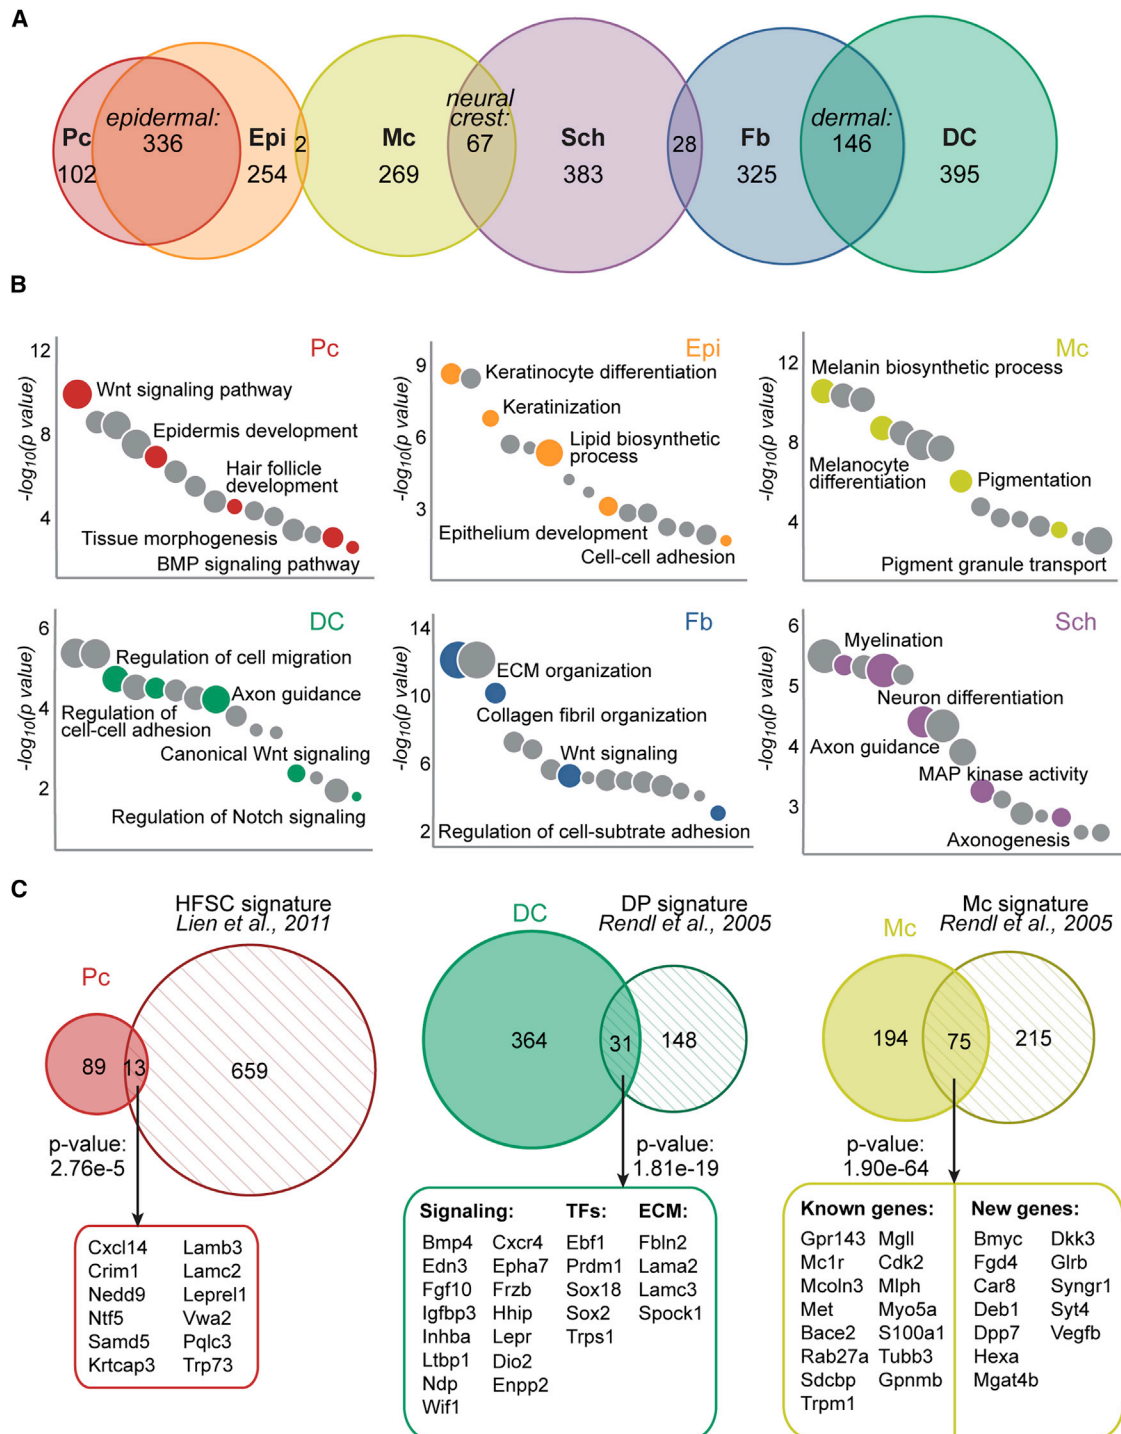 A
epidermal:
neural
crest:
dermal:
Pc
336
Epi
2
Mc
67
Sch
28
Fb
146
DC
102
254
269
383
325
395
B
Pc
12
8
4
-log10(p value)
Wnt signaling pathway
Epidermis development
Hair follicle
development
Tissue morphogenesis
BMP signaling pathway
Epi
9
6
3
-log10(p value)
Keratinocyte differentiation
Keratinization
Lipid biosynthetic
process
Epithelium development
Cell-cell adhesion
Mc
12
8
4
-log10(p value)
Melanin biosynthetic process
Melanocyte
differentiation
Pigmentation
Pigment granule transport
DC
6
4
2
-log10(p value)
Regulation of cell migration
Axon guidance
Regulation of
cell-cell adhesion
Canonical Wnt signaling
Regulation of Notch signaling
Fb
14
10
6
2
-log10(p value)
ECM organization
Collagen fibril organization
Wnt signaling
Regulation of cell-subtrate adhesion
Sch
6
5
4
3
-log10(p value)
Myelination
Neuron differentiation
Axon guidance
MAP kinase activity
Axonogenesis
C
HFSC signature
Lien et al., 2011
Pc
89
13
659
p-value:
2.76e-5
Cxcl14 Lamb3
Crim1 Lamc2
Nedd9 Leprel1
Ntf5 Vwa2
Samd5 Pqlc3
Krtcap3 Trp73
DC
DP signature
Rendl et al., 2005
364
31
148
p-value:
1.81e-19
Signaling: TFs: ECM:
Bmp4 Cxcr4 Ebf1 Fbln2
Edn3 Epha7 Prdm1 Lama2
Fgf10 Frzb Sox18 Lamc3
Igfbp3 Hhip Sox2 Spock1
Inhba Lepr Trps1
Ltbp1 Dio2
Ndp Enpp2
Wif1
Mc
Mc signature
Rendl et al., 2005
194
75
215
p-value:
1.90e-64
Known genes: New genes:
Gpr143 Mgll Bmyc Dkk3
Mc1r Cdk2 Fgd4 Glrb
Mcoln3 Mlph Car8 Syngr1
Met Myo5a Deb1 Syt4
Bace2 S100a1 Dpp7 Vegfb
Rab27a Tubb3 Hexa
Sdcbp Gpnmb Mgat4b
Trpm1